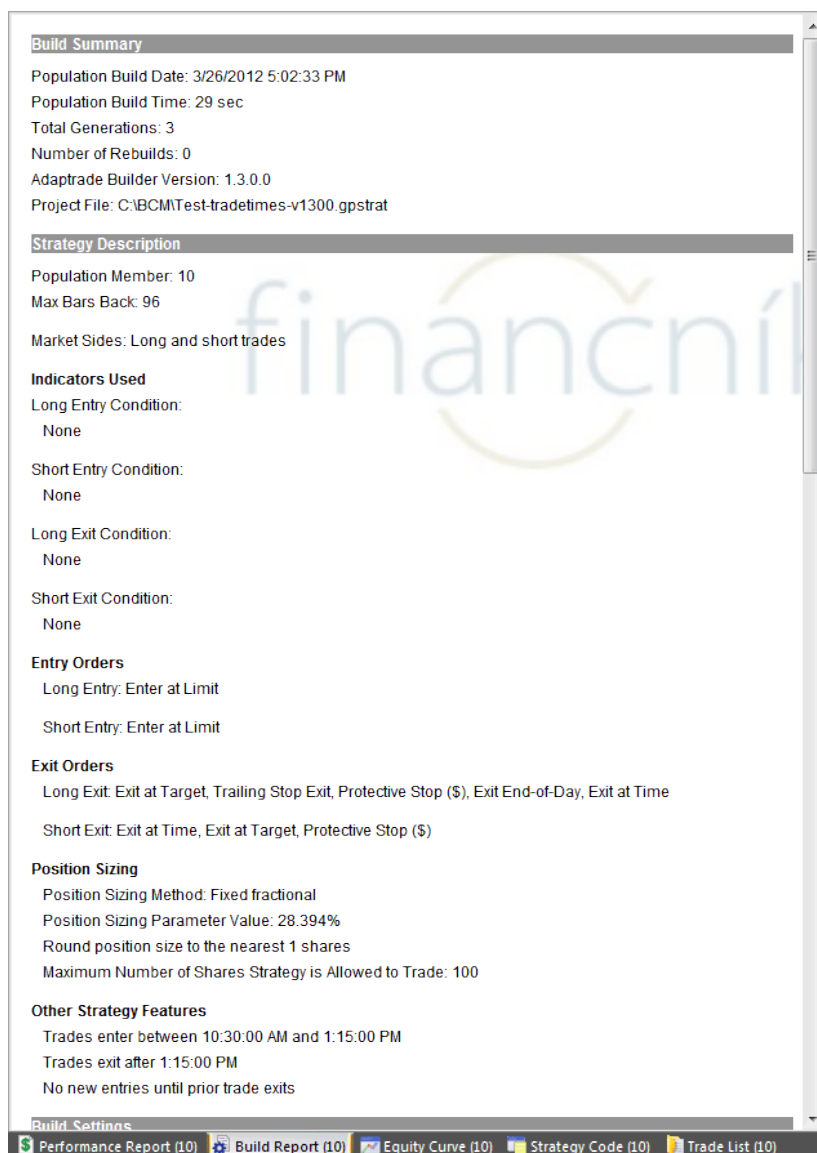 Build Summary
Population Build Date: 3/26/2012 5:02:33 PM
Population Build Time: 29 sec
Total Generations: 3
Number of Rebuilds: 0
Adaptrade Builder Version: 1.3.0.0
Project File: C:\BCM\Test-tradetimes-v1300.gpstrat
Strategy Description
Population Member: 10
Max Bars Back: 96
Market Sides: Long and short trades
finančník
Indicators Used
Long Entry Condition:
None
Short Entry Condition:
None
Long Exit Condition:
None
Short Exit Condition:
None
Entry Orders
Long Entry: Enter at Limit
Short Entry: Enter at Limit
Exit Orders
Long Exit: Exit at Target, Trailing Stop Exit, Protective Stop ($), Exit End-of-Day, Exit at Time
Short Exit: Exit at Time, Exit at Target, Protective Stop ($)
Position Sizing
Position Sizing Method: Fixed fractional
Position Sizing Parameter Value: 28.394%
Round position size to the nearest 1 shares
Maximum Number of Shares Strategy is Allowed to Trade: 100
Other Strategy Features
Trades enter between 10:30:00 AM and 1:15:00 PM
Trades exit after 1:15:00 PM
No new entries until prior trade exits
Build Settings
Performance Report (10) Build Report (10) Equity Curve (10) Strategy Code (10) Trade List (10)